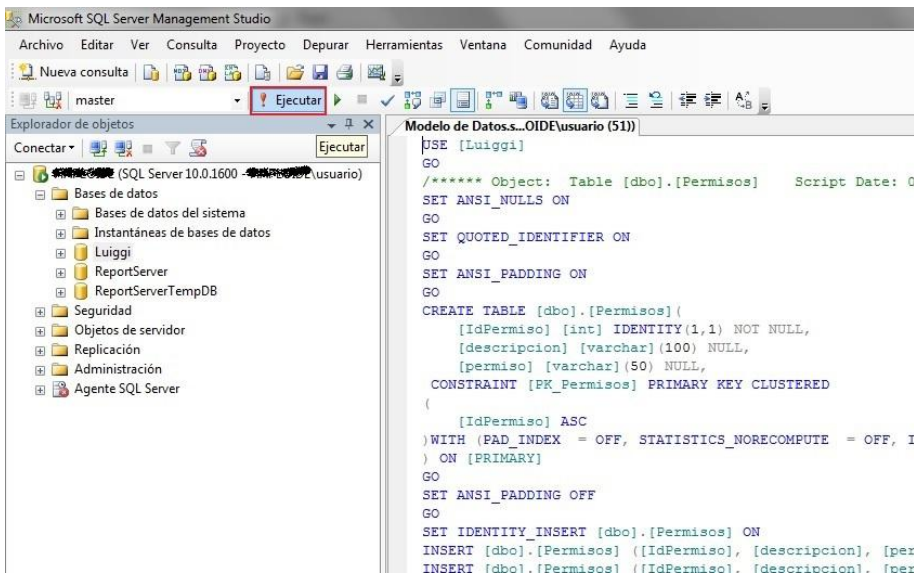 Microsoft SQL Server Management Studio
Archivo Editar Ver Consulta Proyecto Depurar Herramientas Ventana Comunidad Ayuda
Nueva consulta
master
Ejecutar
Explorador de objetos
Modelo de Datos.s...OIDE\usuario (51))
Conectar
Ejecutar
(SQL Server 10.0.1600 - \usuario)
Bases de datos
Bases de datos del sistema
Instantáneas de bases de datos
Luiggi
ReportServer
ReportServerTempDB
Seguridad
Objetos de servidor
Replicación
Administración
Agente SQL Server
USE [Luiggi]
GO
/****** Object: Table [dbo].[Permisos] Script Date: 0
SET ANSI_NULLS ON
GO
SET QUOTED_IDENTIFIER ON
GO
SET ANSI_PADDING ON
GO
CREATE TABLE [dbo].[Permisos](
[IdPermiso] [int] IDENTITY(1,1) NOT NULL,
[descripcion] [varchar](100) NULL,
[permiso] [varchar](50) NULL,
CONSTRAINT [PK_Permisos] PRIMARY KEY CLUSTERED
(
[IdPermiso] ASC
)WITH (PAD_INDEX = OFF, STATISTICS_NORECOMPUTE = OFF, I
) ON [PRIMARY]
GO
SET ANSI_PADDING OFF
GO
SET IDENTITY_INSERT [dbo].[Permisos] ON
INSERT [dbo].[Permisos] ([IdPermiso], [descripcion], [per
INSERT [dbo].[Permisos] ([IdPermiso], [descripcion], [per